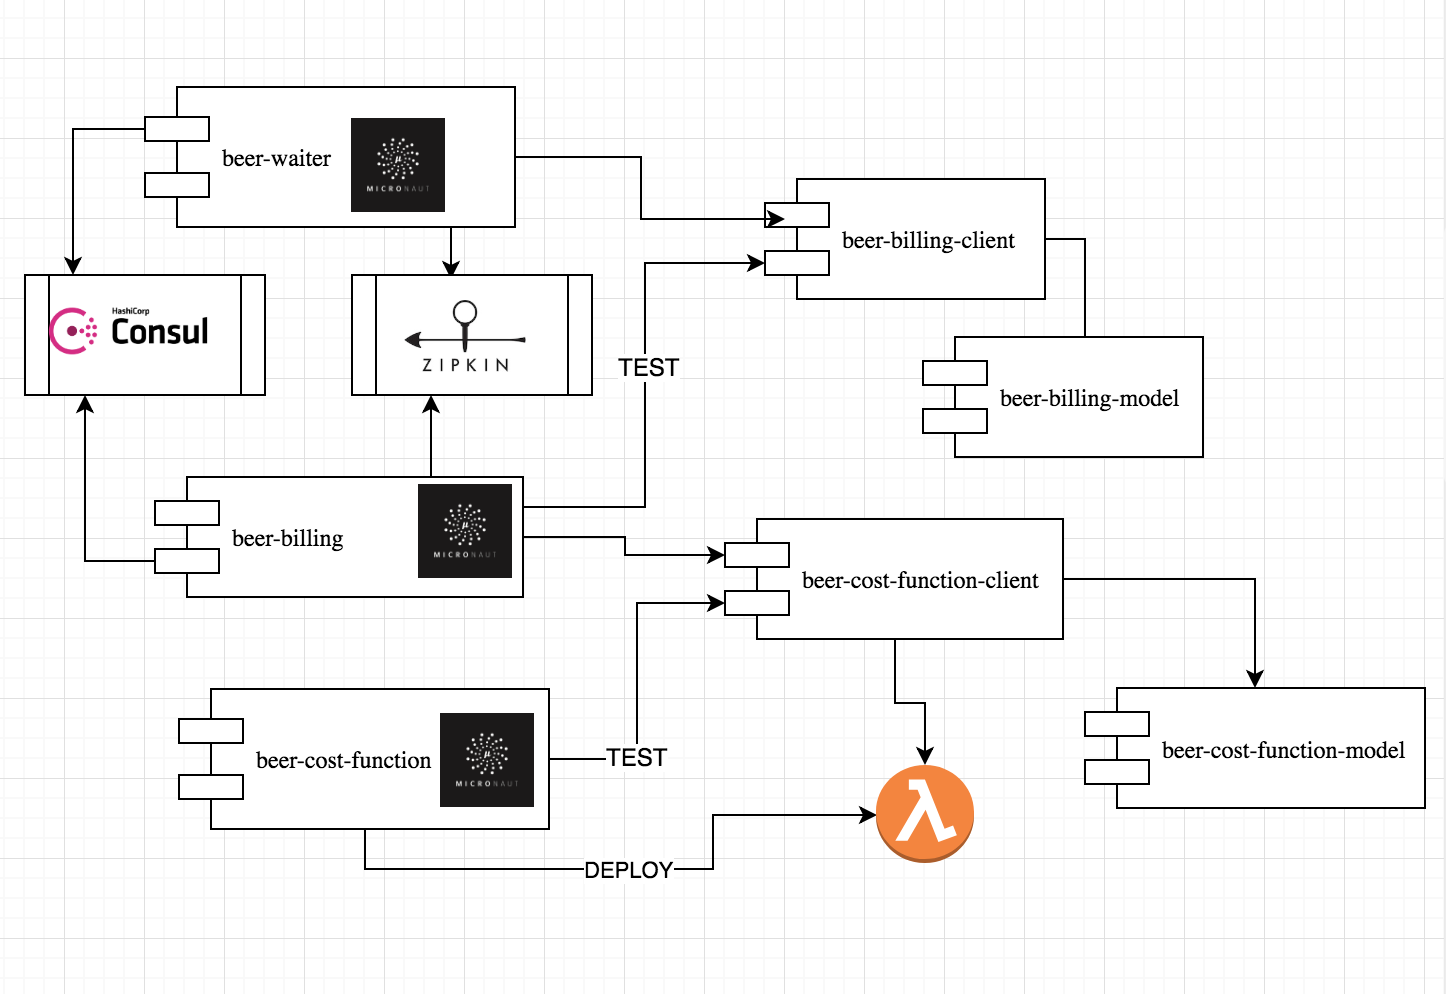 beer-waiter
μ
MICRONAUT
beer-billing-client
HashiCorp
Consul
ZIPKIN
TEST
beer-billing-model
beer-billing
μ
MICRONAUT
beer-cost-function-client
beer-cost-function
μ
MICRONAUT
TEST
beer-cost-function-model
λ
DEPLOY